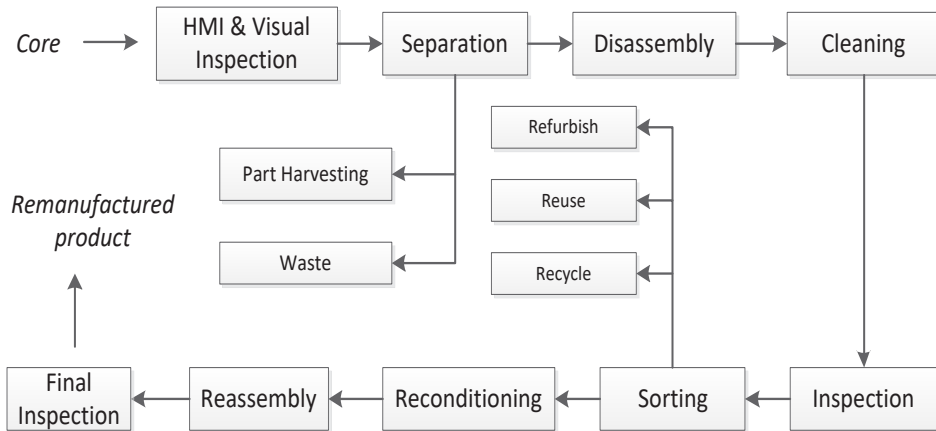 Core
HMI & Visual
Inspection
Separation
Disassembly
Cleaning
Refurbish
Part Harvesting
Reuse
Remanufactured
product
Waste
Recycle
Final
Inspection
Reassembly
Reconditioning
Sorting
Inspection